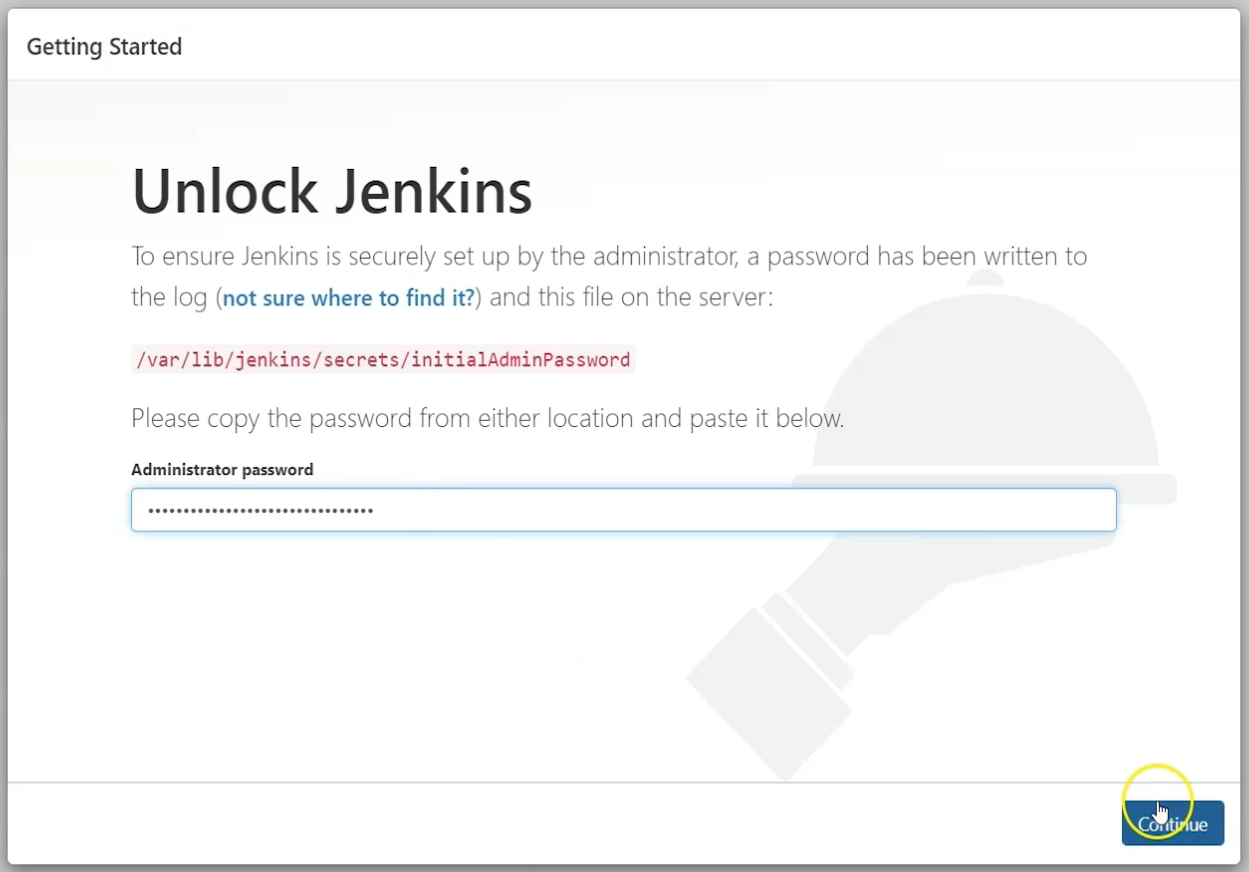 Getting Started
Unlock Jenkins
To ensure Jenkins is securely set up by the administrator, a password has been written to
the log (not sure where to find it?) and this file on the server:
/var/lib/jenkins/secrets/initialAdminPassword
Please copy the password from either location and paste it below.
Administrator password
••••••••••••••••••••••••••••••••
Continue